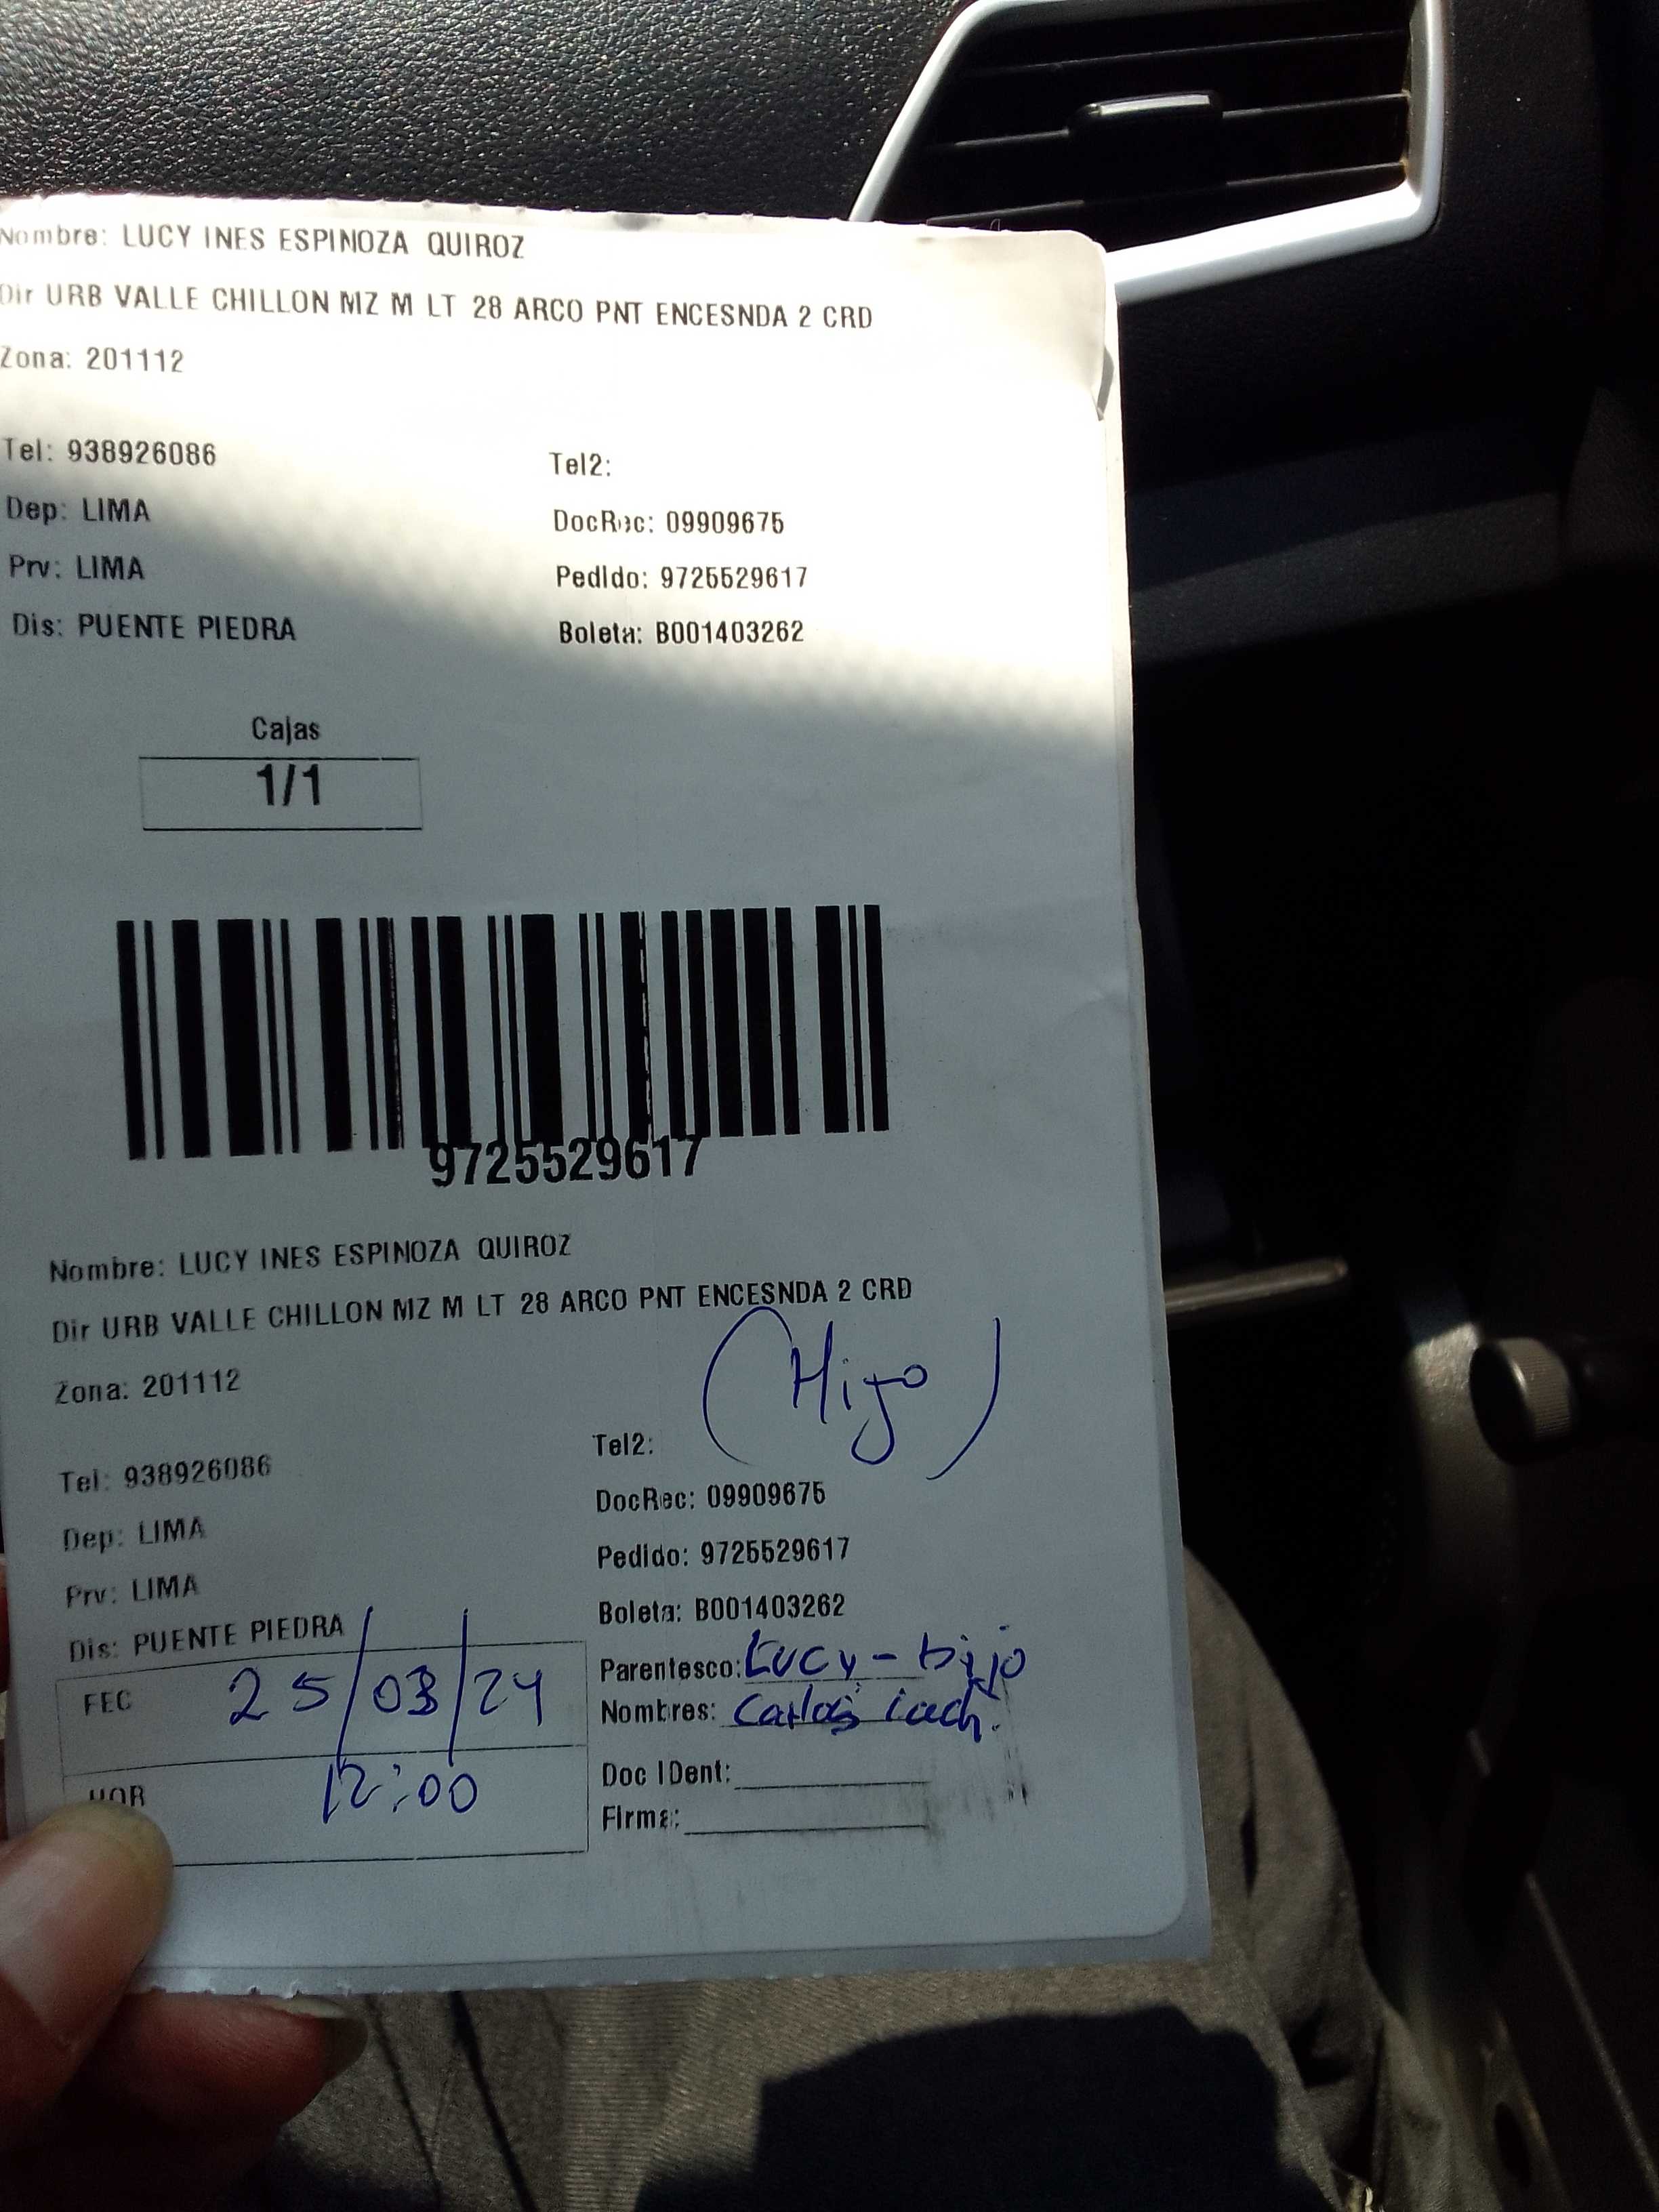 Nombre: LUCY INES ESPINOZA QUIROZ
Dir URB VALLE CHILLON MZ M LT 28 ARCO PNT ENCESNDA 2 CRD
Zona: 201112
Tel: 938926086 Tel2:
Dep: LIMA DocRec: 09909675
Prv: LIMA Pedido: 9725529617
Dis: PUENTE PIEDRA Boleta: B001403262
Cajas
1/1
9725529617
Nombre: LUCY INES ESPINOZA QUIROZ
Dir URB VALLE CHILLON MZ M LT 28 ARCO PNT ENCESNDA 2 CRD
Zona: 201112
(Hijo)
Tel: 938926086 Tel2:
Dep: LIMA DocRec: 09909675
Prv: LIMA Pedido: 9725529617
Dis: PUENTE PIEDRA Boleta: B001403262
FEC 25/03/24 Parentesco: Lucy -
Nombres: Carlos
HOR 12:00 Doc IDent:
Firma: